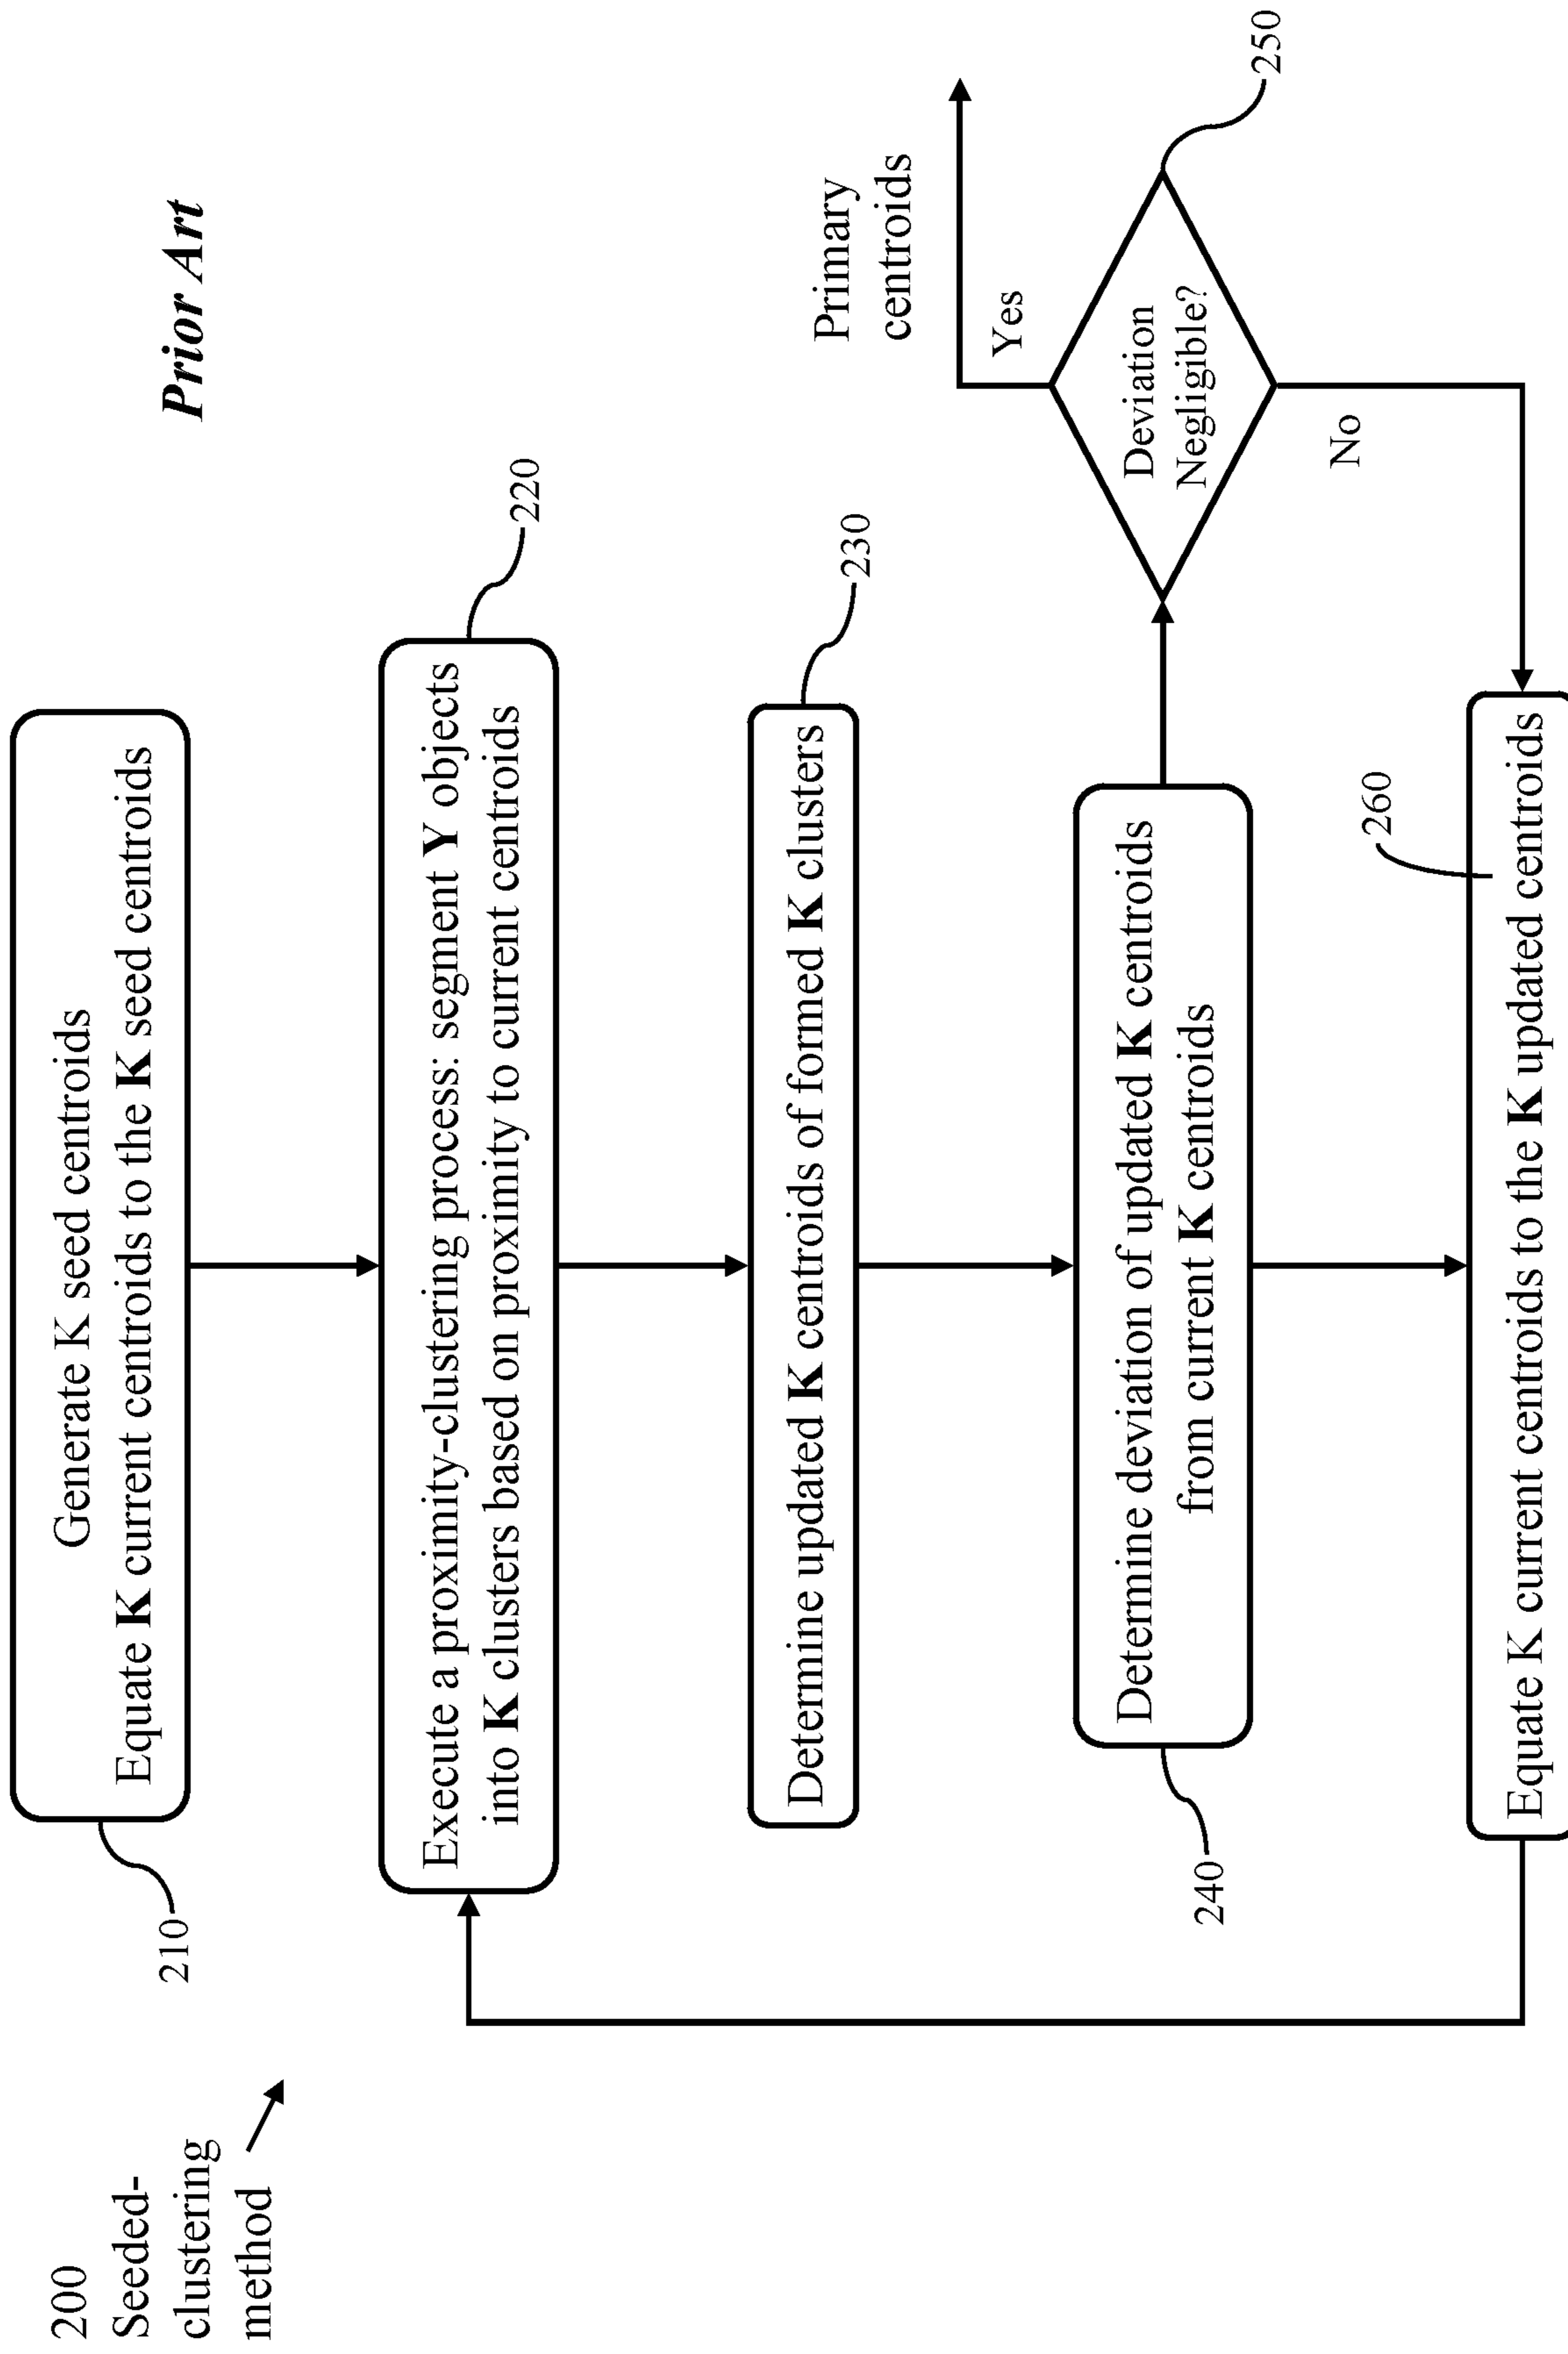 200
Seeded-
clustering
method
Prior Art
210
Generate K seed centroids
Equate K current centroids to the K seed centroids
220
Execute a proximity-clustering process: segment Y objects
into K clusters based on proximity to current centroids
230
Determine updated K centroids of formed K clusters
240
Determine deviation of updated K centroids
from current K centroids
Primary
centroids
Yes
Deviation
Negligible?
250
No
260
Equate K current centroids to the K updated centroids